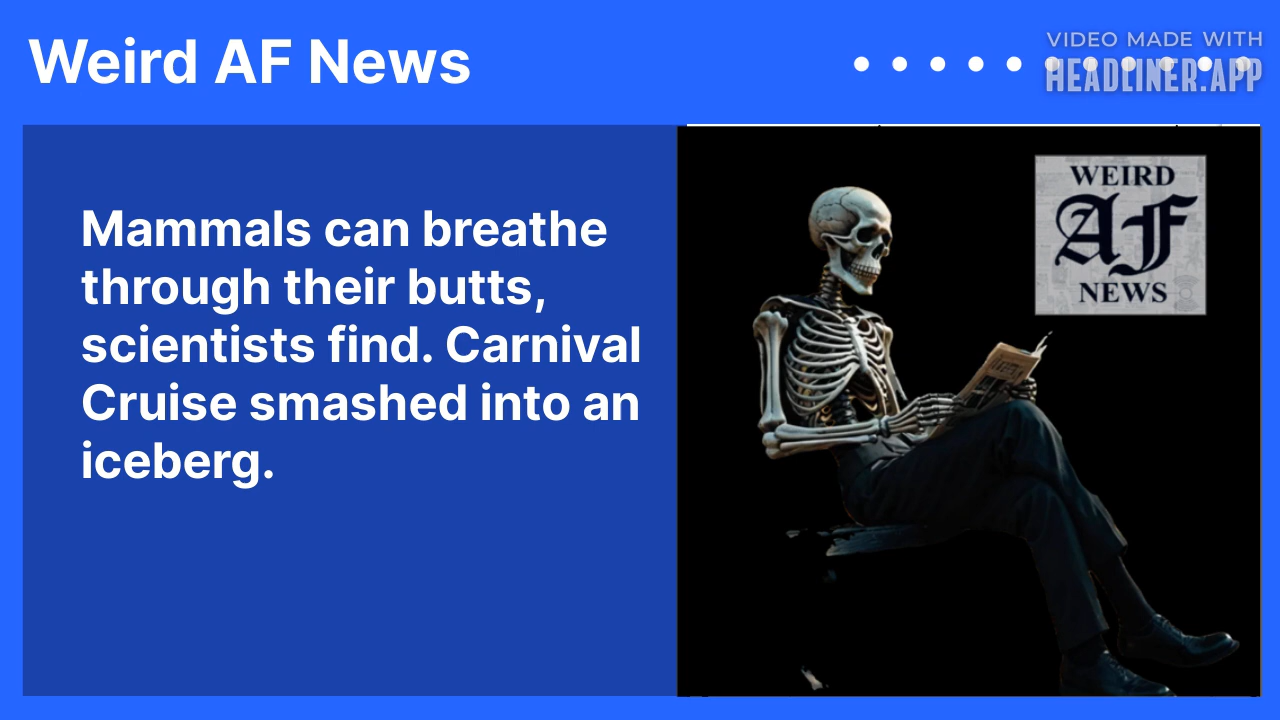 Weird AF News
VIDEO MADE WITH
HEADLINER.APP
Mammals can breathe
through their butts,
scientists find. Carnival
Cruise smashed into an
iceberg.
WEIRD
AF
NEWS